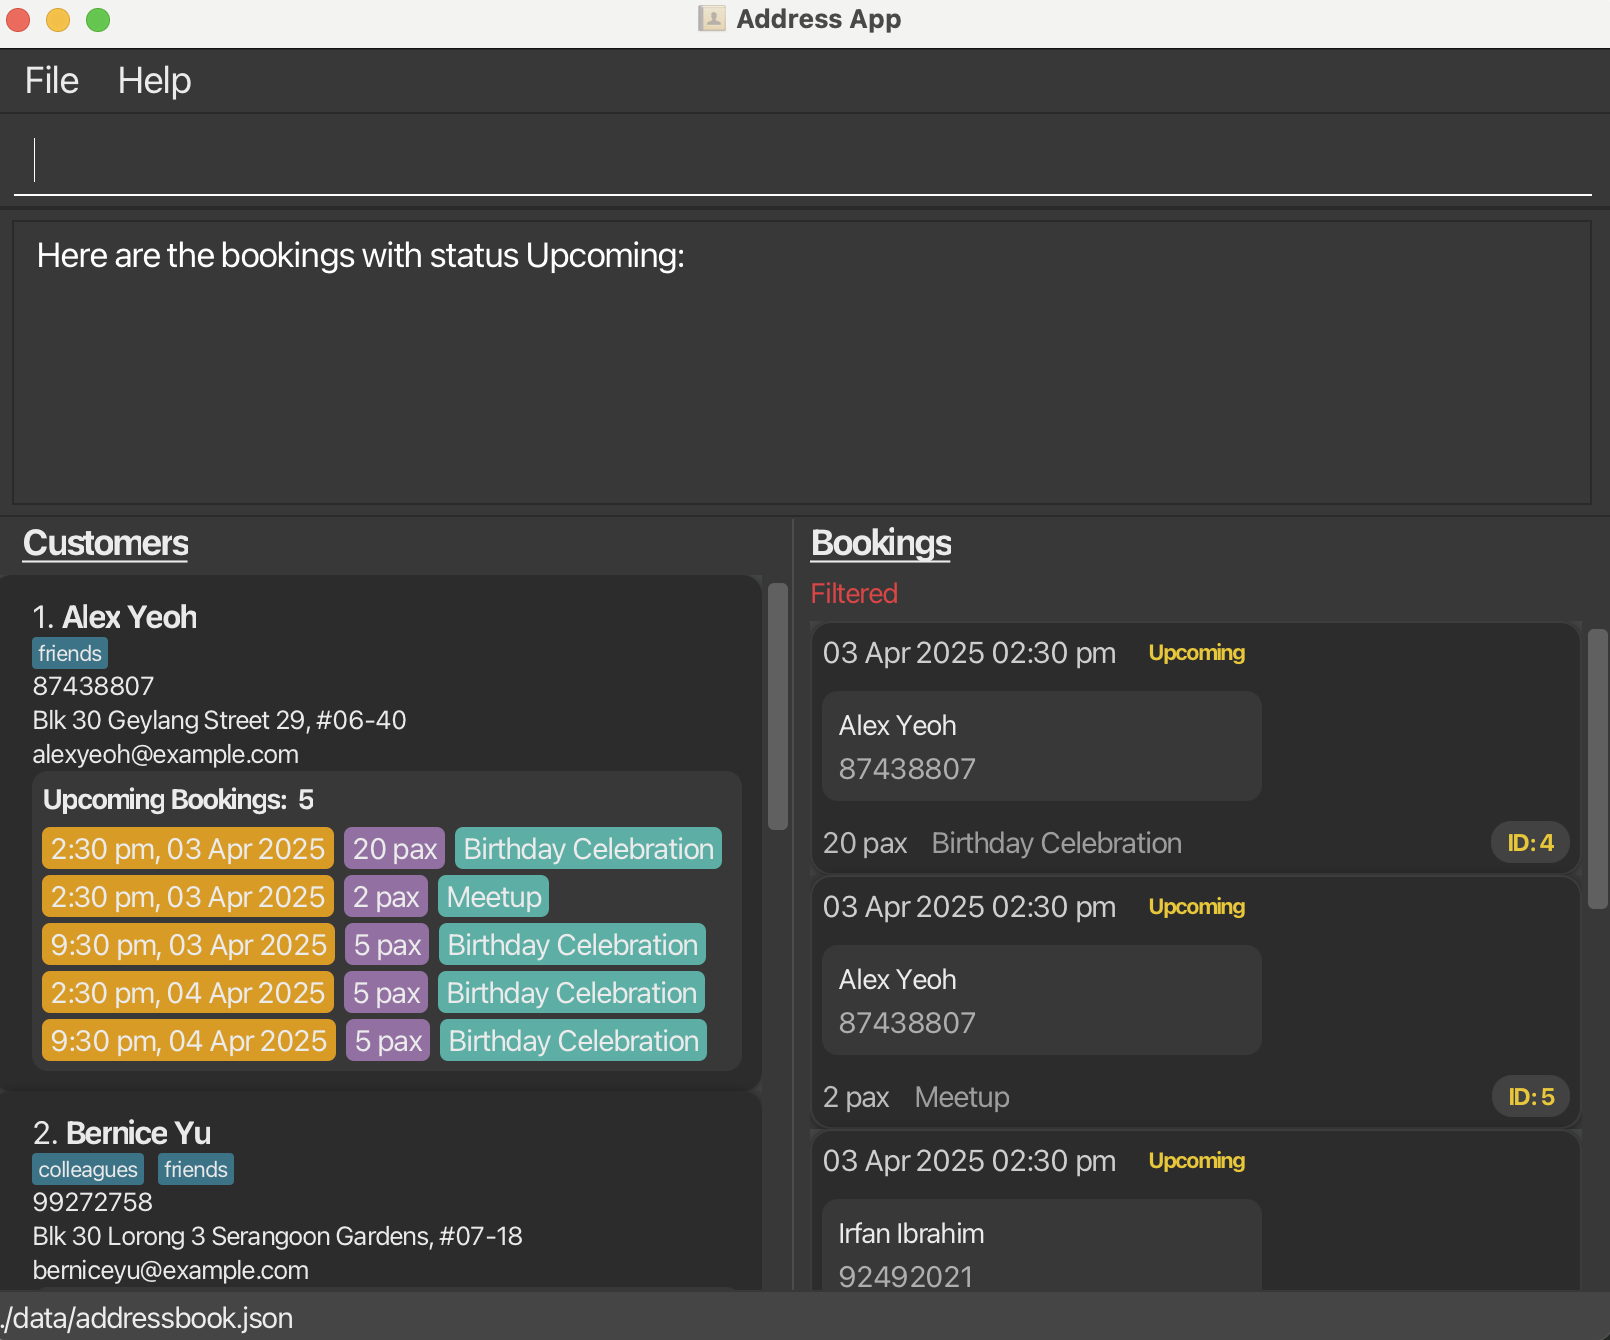 Address App
File Help
Here are the bookings with status Upcoming:
Customers
1. Alex Yeoh
friends
87438807
Blk 30 Geylang Street 29, #06-40
alexyeoh@example.com
Upcoming Bookings: 5
2:30 pm, 03 Apr 2025 20 pax Birthday Celebration
2:30 pm, 03 Apr 2025 2 pax Meetup
9:30 pm, 03 Apr 2025 5 pax Birthday Celebration
2:30 pm, 04 Apr 2025 5 pax Birthday Celebration
9:30 pm, 04 Apr 2025 5 pax Birthday Celebration
2. Bernice Yu
colleagues friends
99272758
Blk 30 Lorong 3 Serangoon Gardens, #07-18
berniceyu@example.com
Bookings
Filtered
03 Apr 2025 02:30 pm Upcoming
Alex Yeoh
87438807
20 pax Birthday Celebration ID: 4
03 Apr 2025 02:30 pm Upcoming
Alex Yeoh
87438807
2 pax Meetup ID: 5
03 Apr 2025 02:30 pm Upcoming
Irfan Ibrahim
92492021
./data/addressbook.json